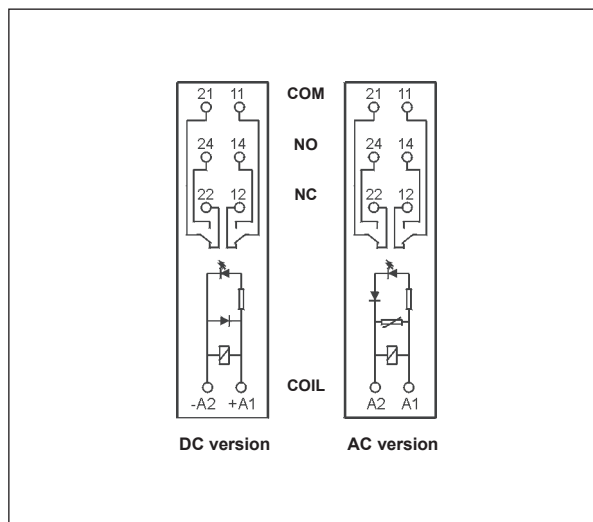 21 11 COM 21 11
24 14 NO 24 14
22 12 NC 22 12
-A2 +A1 COIL A2 A1
DC version AC version